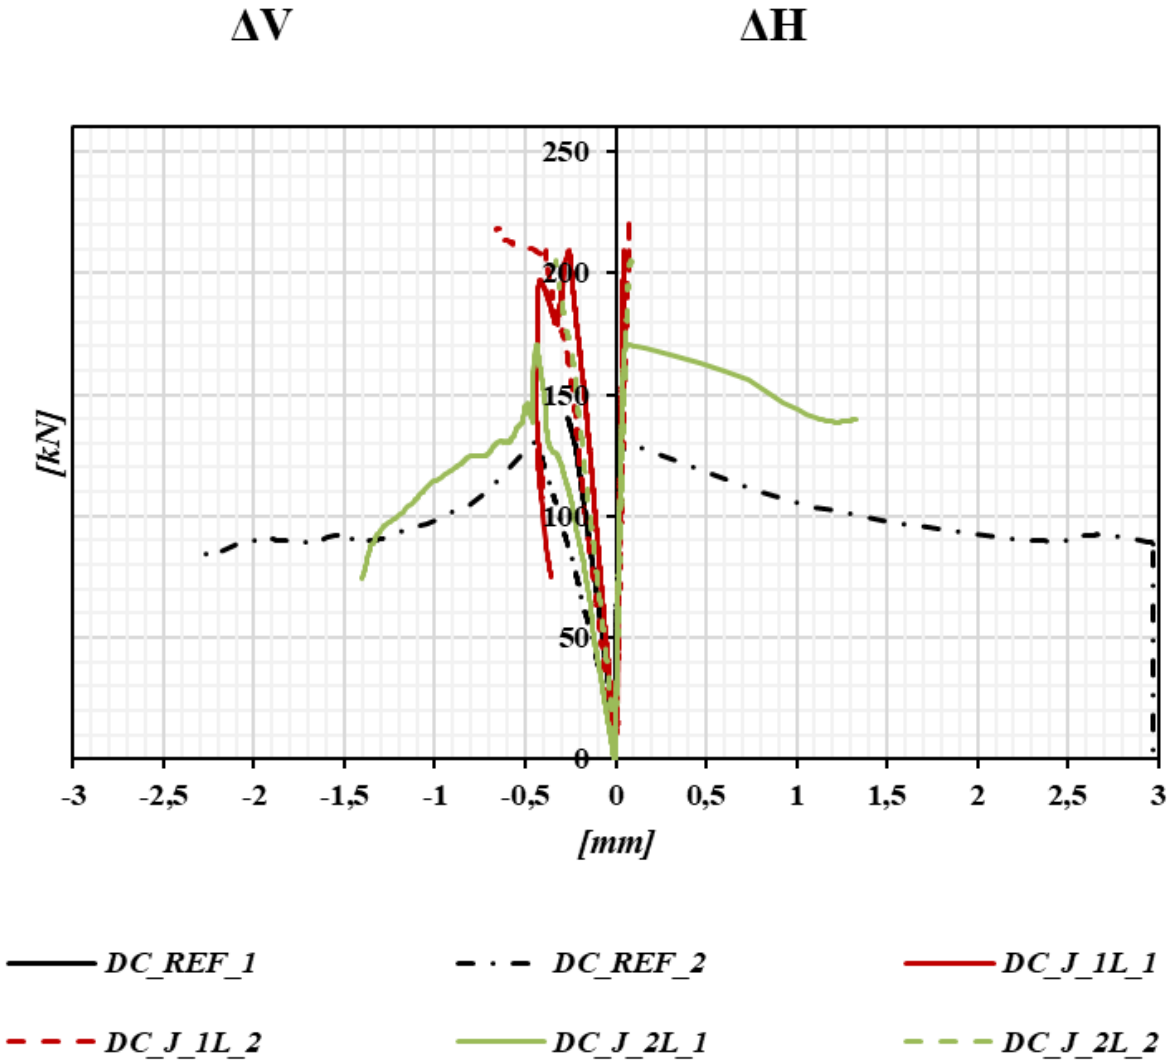 ΔV ΔH
250
200
150
100
50
0
[kN]
-3 -2,5 -2 -1,5 -1 -0,5 0 0,5 1 1,5 2 2,5 3
[mm]
DC_REF_1 DC_REF_2 DC_J_1L_1
DC_J_1L_2 DC_J_2L_1 DC_J_2L_2